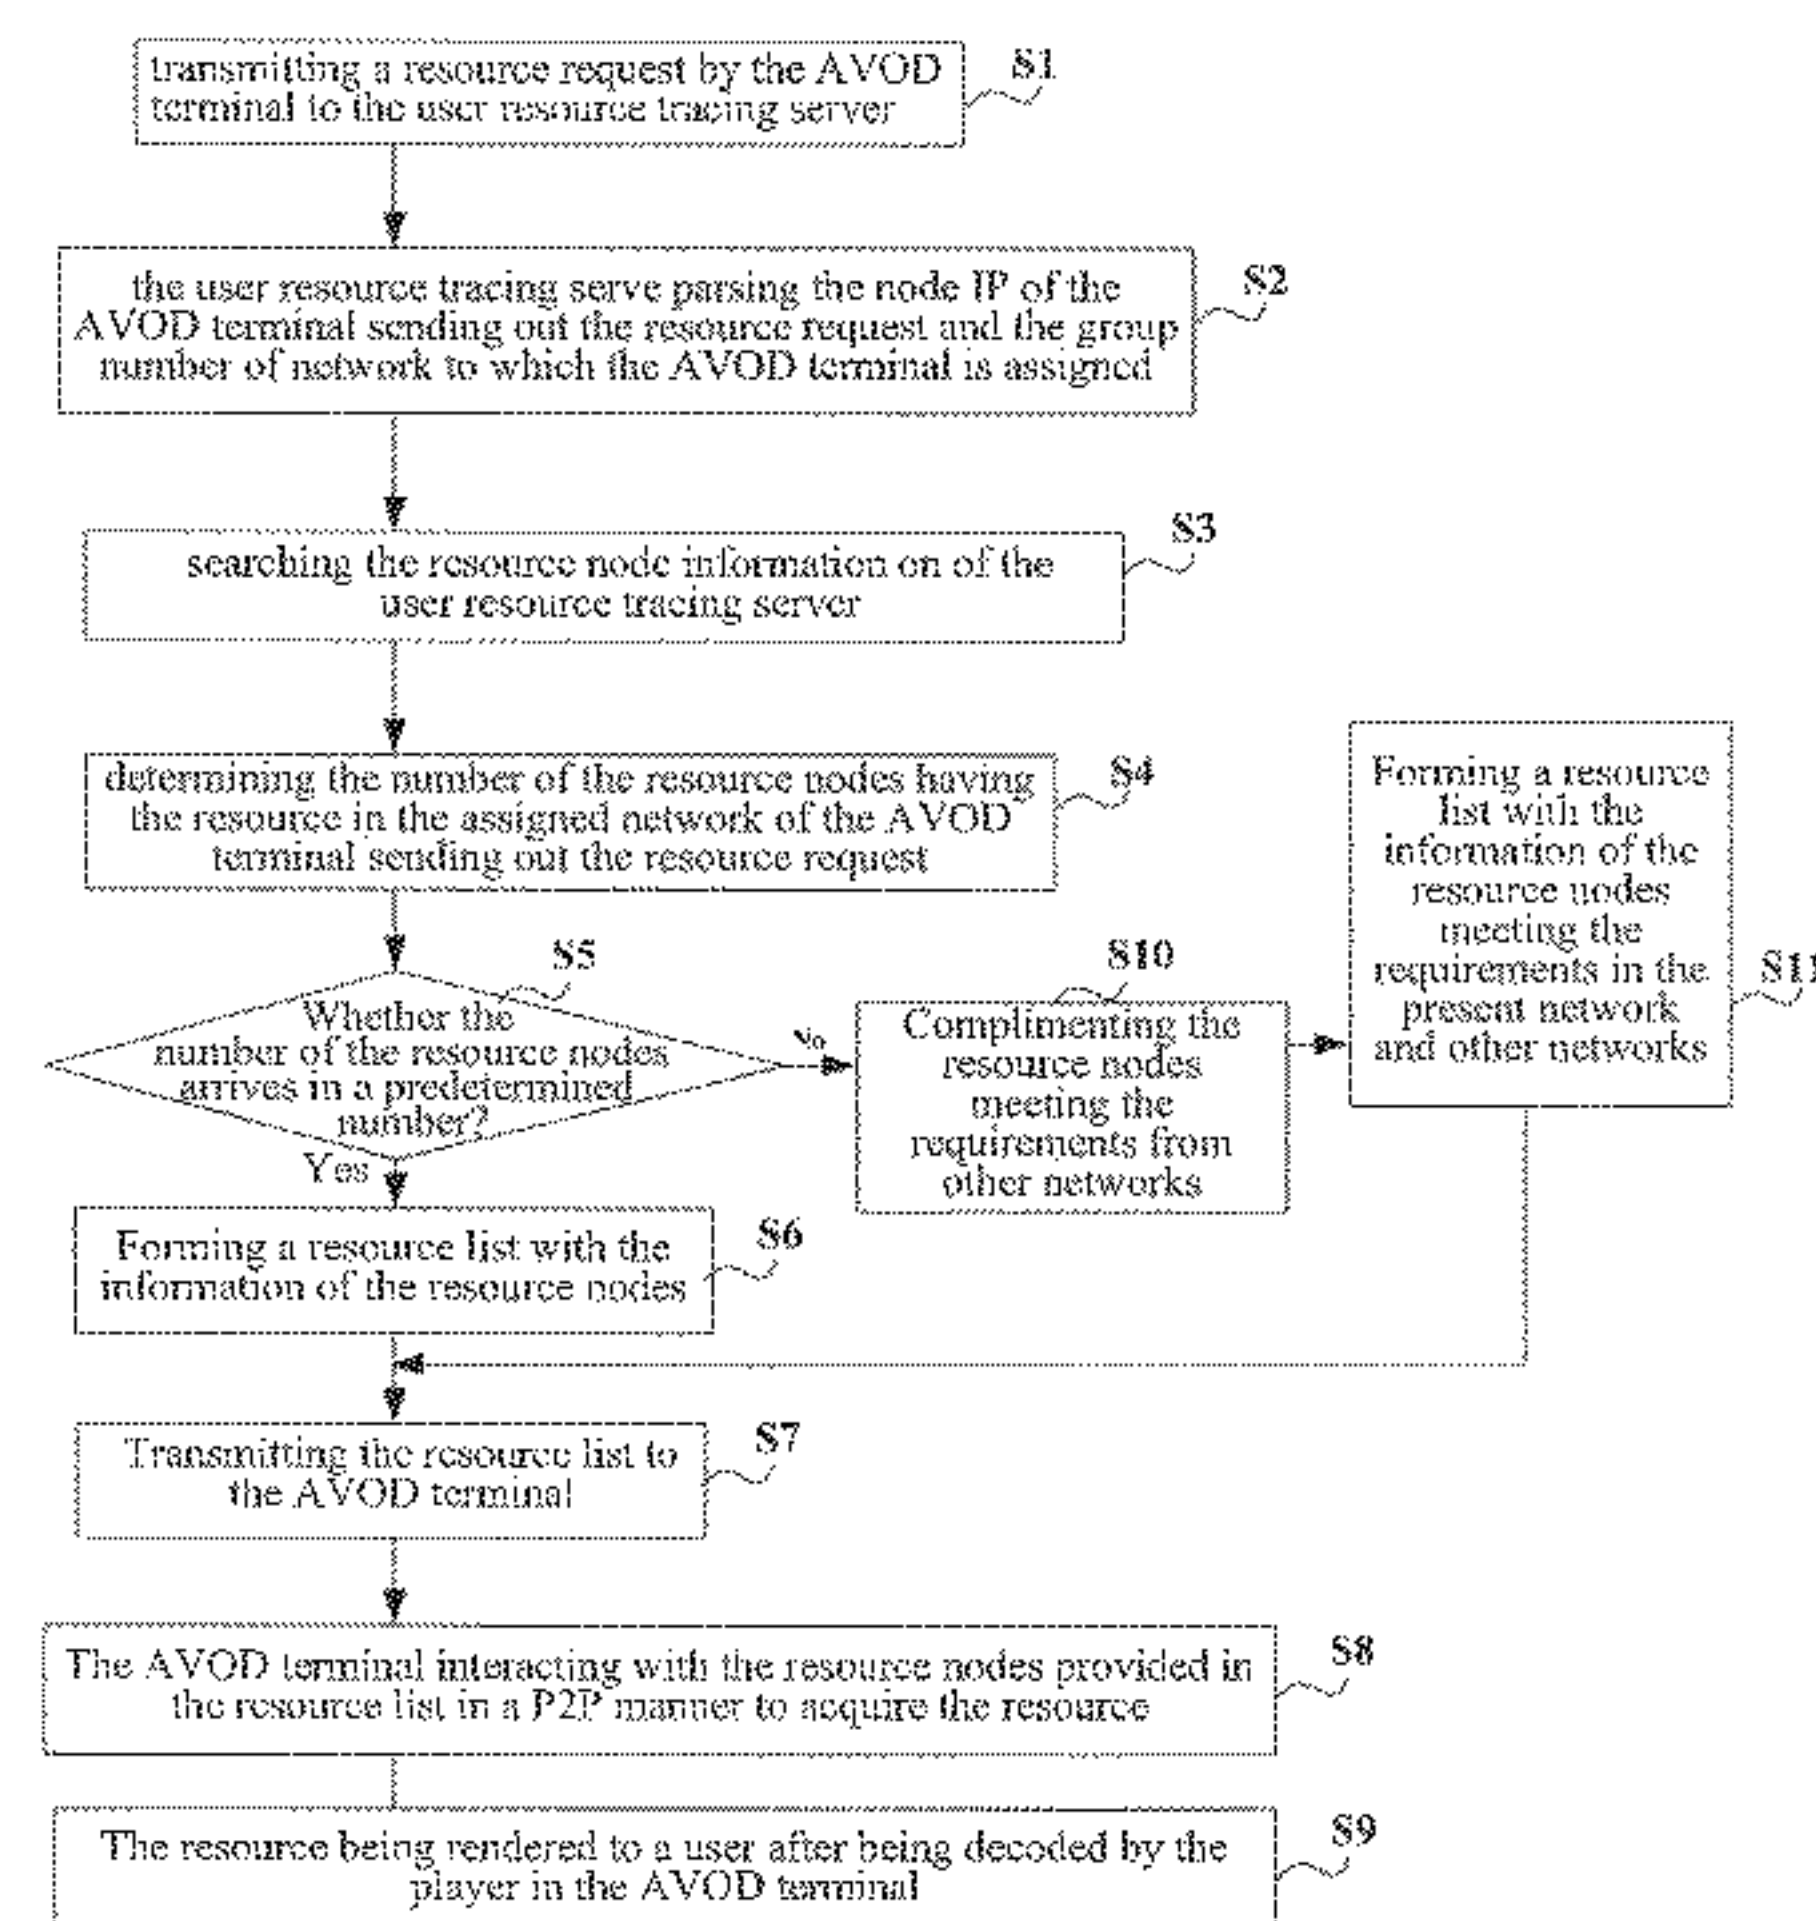 transmitting a resource request by the AVOD
terminal to the user resource tracing server
S1
the user resource tracing serve parsing the node IP of the
AVOD terminal sending out the resource request and the group
number of network to which the AVOD terminal is assigned
S2
searching the resource node information on of the
user resource tracing server
S3
determining the number of the resource nodes having
the resource in the assigned network of the AVOD
terminal sending out the resource request
S4
Whether the
number of the resource nodes
arrives in a predetermined
number?
S5
No
Yes
Complimenting the
resource nodes
meeting the
requirements from
other networks
S10
Forming a resource
list with the
information of the
resource nodes
meeting the
requirements in the
present network
and other networks
S11
Forming a resource list with the
information of the resource nodes
S6
Transmitting the resource list to
the AVOD terminal
S7
The AVOD terminal interacting with the resource nodes provided in
the resource list in a P2P manner to acquire the resource
S8
The resource being rendered to a user after being decoded by the
player in the AVOD terminal
S9